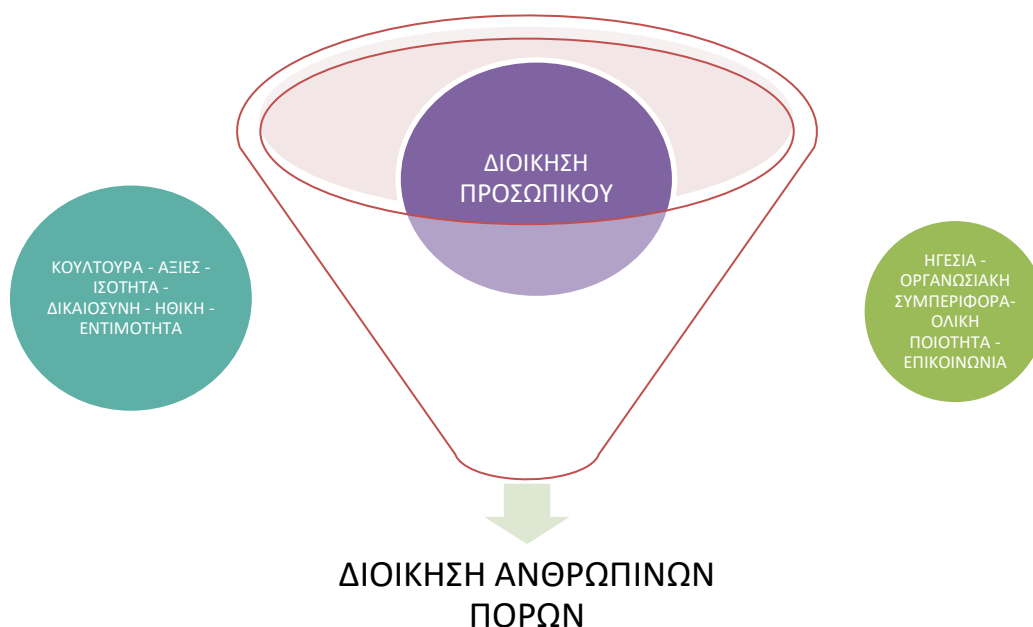 ΔΙΟΙΚΗΣΗ
ΠΡΟΣΩΠΙΚΟΥ
ΚΟΥΛΤΟΥΡΑ - ΑΞΙΕΣ -
ΙΣΟΤΗΤΑ -
ΔΙΚΑΙΟΣΥΝΗ - ΗΘΙΚΗ -
ΕΝΤΙΜΟΤΗΤΑ
ΗΓΕΣΙΑ -
ΟΡΓΑΝΩΣΙΑΚΗ
ΣΥΜΠΕΡΙΦΟΡΑ-
ΟΛΙΚΗ
ΠΟΙΟΤΗΤΑ -
ΕΠΙΚΟΙΝΩΝΙΑ
ΔΙΟΙΚΗΣΗ ΑΝΘΡΩΠΙΝΩΝ
ΠΟΡΩΝ